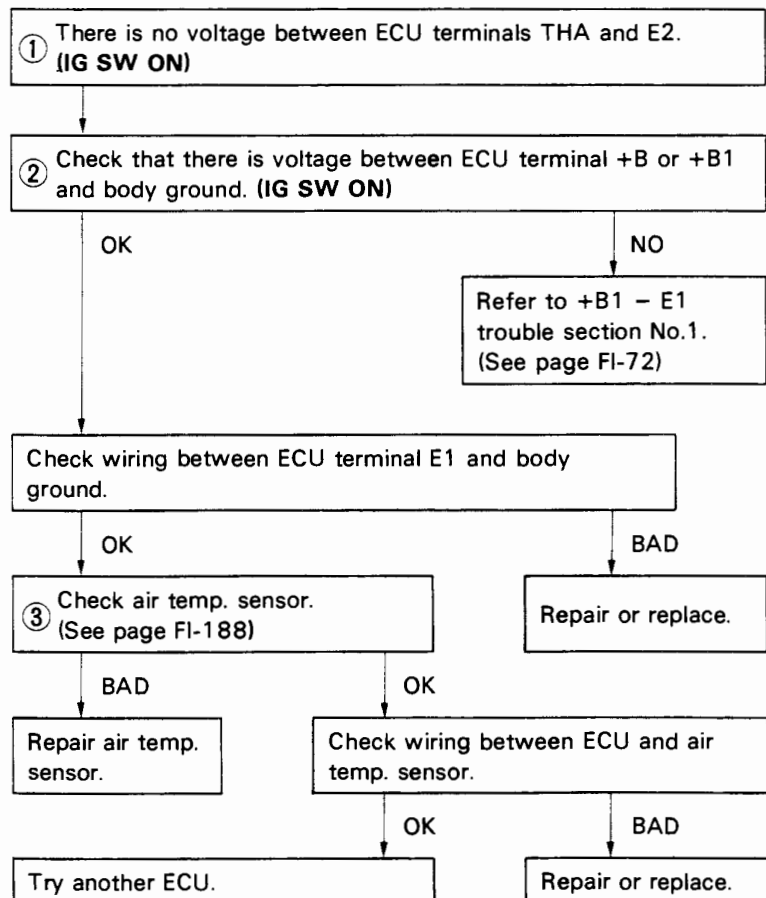 ① There is no voltage between ECU terminals THA and E2.
(IG SW ON)
② Check that there is voltage between ECU terminal +B or +B1
and body ground. (IG SW ON)
OK
NO
Refer to +B1 – E1
trouble section No.1.
(See page FI-72)
Check wiring between ECU terminal E1 and body
ground.
OK
BAD
③ Check air temp. sensor.
(See page FI-188)
Repair or replace.
BAD
OK
Repair air temp.
sensor.
Check wiring between ECU and air
temp. sensor.
OK
BAD
Try another ECU.
Repair or replace.